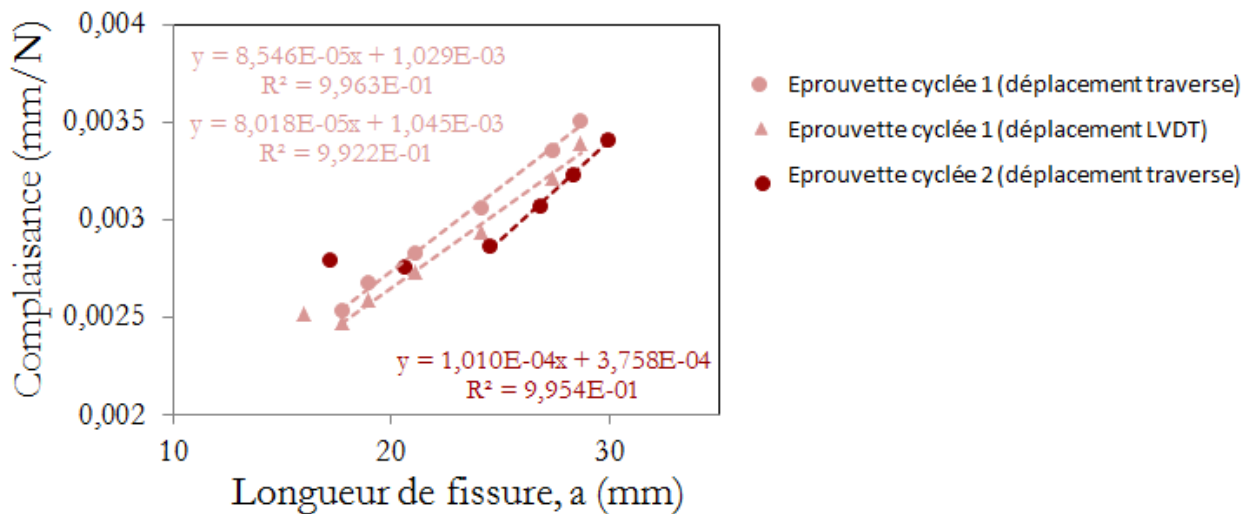 0,004
0,0035
0,003
0,0025
0,002
Complaisance (mm/N)
y = 8,546E-05x + 1,029E-03
R² = 9,963E-01
y = 8,018E-05x + 1,045E-03
R² = 9,922E-01
y = 1,010E-04x + 3,758E-04
R² = 9,954E-01
10
20
30
Longueur de fissure, a (mm)
Eprouvette cyclée 1 (déplacement traverse)
Eprouvette cyclée 1 (déplacement LVDT)
Eprouvette cyclée 2 (déplacement traverse)